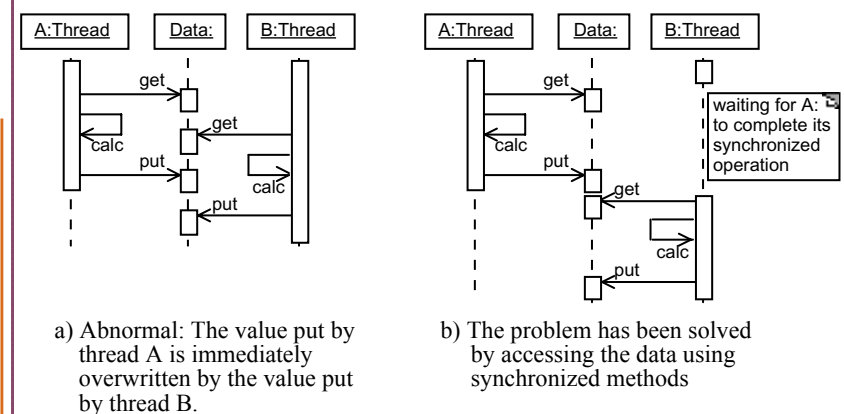 A:Thread
Data:
B:Thread
get
get
calc
put
calc
put
a) Abnormal: The value put by
thread A is immediately
overwritten by the value put
by thread B.
A:Thread
Data:
B:Thread
get
waiting for A:
to complete its
synchronized
operation
calc
put
get
calc
put
b) The problem has been solved
by accessing the data using
synchronized methods